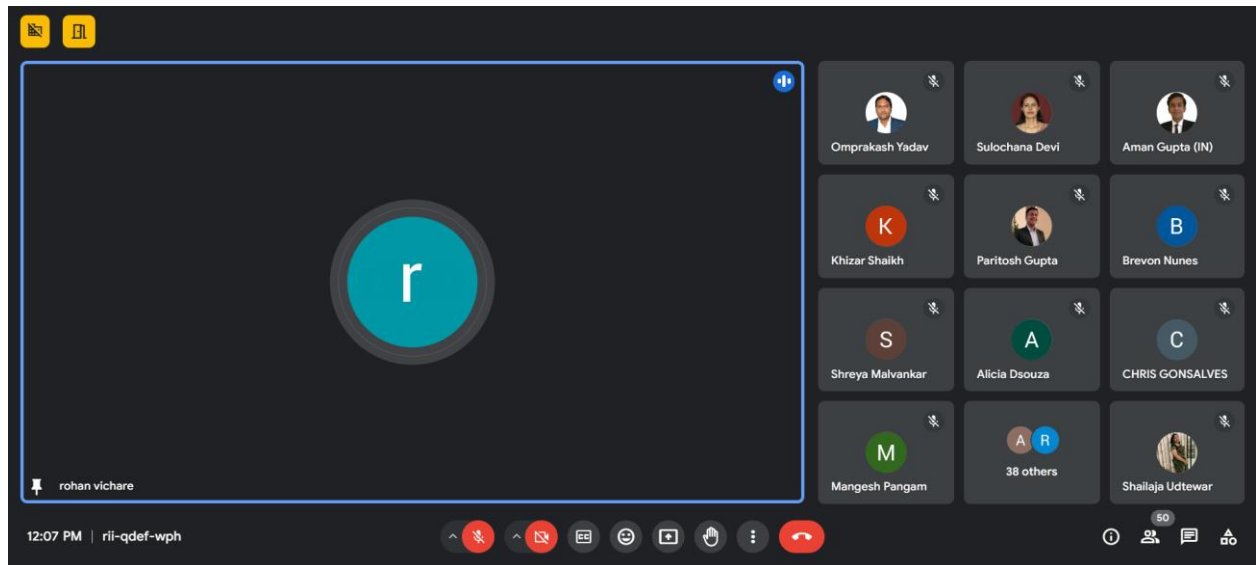 r
rohan vichare
Omprakash Yadav
Sulochana Devi
Aman Gupta (IN)
K
Khizar Shaikh
Paritosh Gupta
B
Brevon Nunes
S
Shreya Malvankar
A
Alicia Dsouza
C
CHRIS GONSALVES
M
Mangesh Pangam
A R
38 others
Shailaja Udtewar
12:07 PM | rii-qdef-wph
CC
50